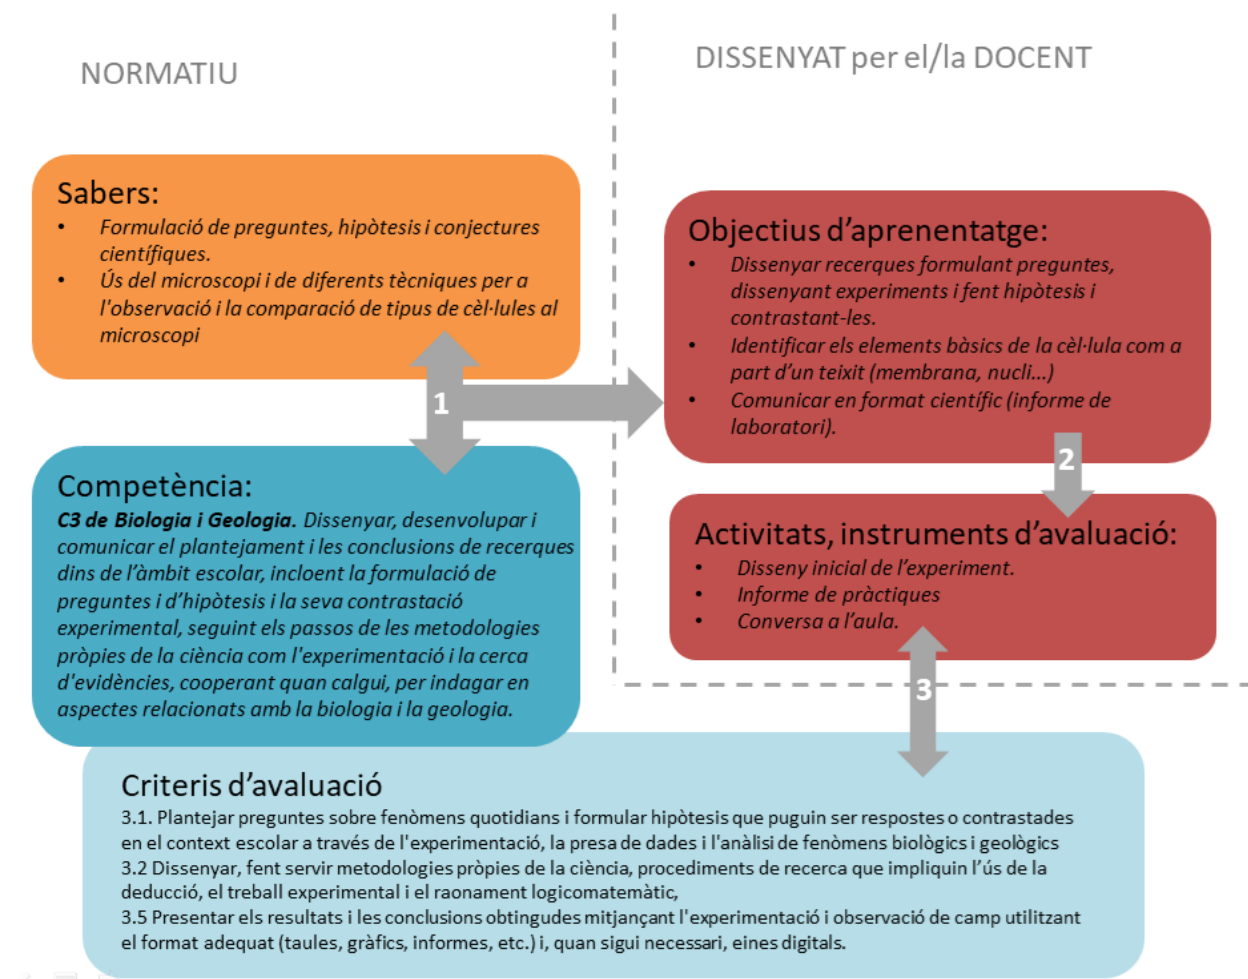 NORMATIU
DISSENYAT per el/la DOCENT
Sabers:
• Formulació de preguntes, hipòtesis i conjectures
científiques.
• Ús del microscopi i de diferents tècniques per a
l'observació i la comparació de tipus de cèl·lules al
microscopi
1
Competència:
C3 de Biologia i Geologia. Dissenyar, desenvolupar i
comunicar el plantejament i les conclusions de recerques
dins de l’àmbit escolar, incloent la formulació de
preguntes i d’hipòtesis i la seva contrastació
experimental, seguint els passos de les metodologies
pròpies de la ciència com l'experimentació i la cerca
d'evidències, cooperant quan calgui, per indagar en
aspectes relacionats amb la biologia i la geologia.
Objectius d’aprenentatge:
• Dissenyar recerques formulant preguntes,
dissenyant experiments i fent hipòtesis i
contrastant-les.
• Identificar els elements bàsics de la cèl·lula com a
part d’un teixit (membrana, nucli...)
• Comunicar en format científic (informe de
laboratori).
2
Activitats, instruments d’avaluació:
• Disseny inicial de l’experiment.
• Informe de pràctiques
• Conversa a l’aula.
3
Criteris d’avaluació
3.1. Plantejar preguntes sobre fenòmens quotidians i formular hipòtesis que puguin ser respostes o contrastades
en el context escolar a través de l'experimentació, la presa de dades i l'anàlisi de fenòmens biològics i geològics
3.2 Dissenyar, fent servir metodologies pròpies de la ciència, procediments de recerca que impliquin l’ús de la
deducció, el treball experimental i el raonament logicomatemàtic,
3.5 Presentar els resultats i les conclusions obtingudes mitjançant l'experimentació i observació de camp utilitzant
el format adequat (taules, gràfics, informes, etc.) i, quan sigui necessari, eines digitals.